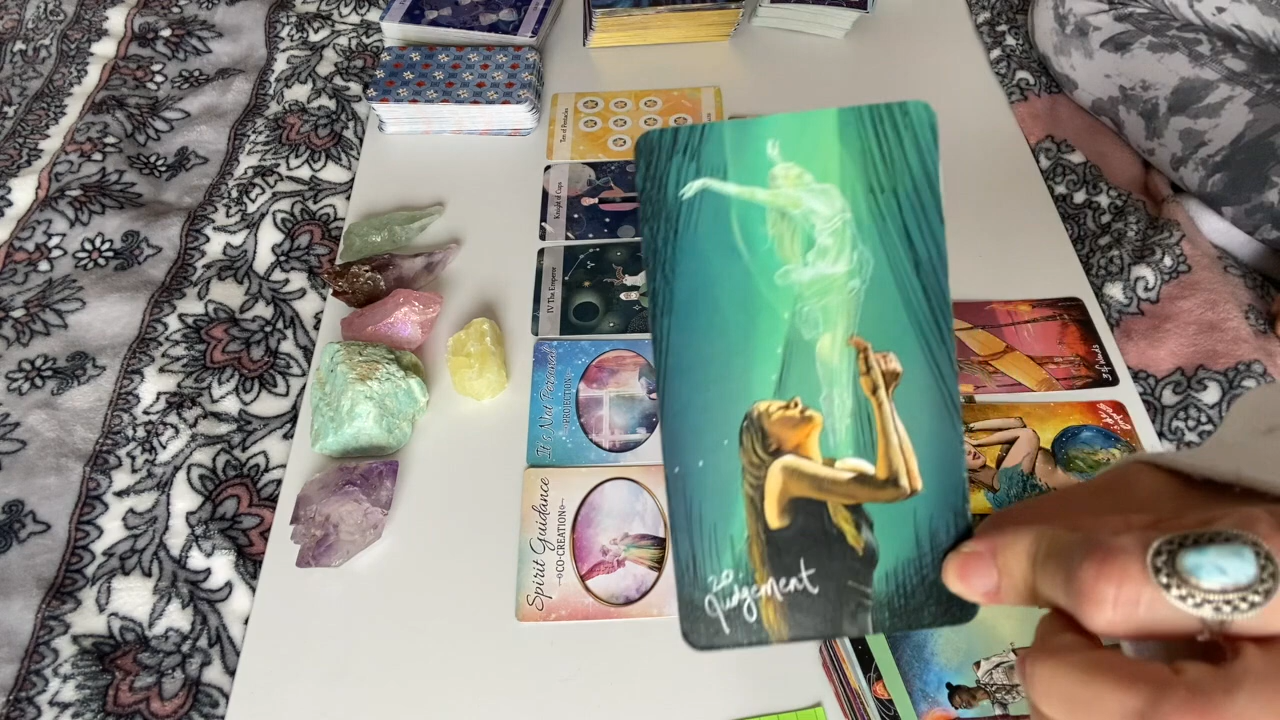 Ten of Pentacles
Knight of Cups
IV The Emperor
It's Not Personal
PROJECTION
Spirit Guidance
CO-CREATION
20
Judgement
3 of Wands